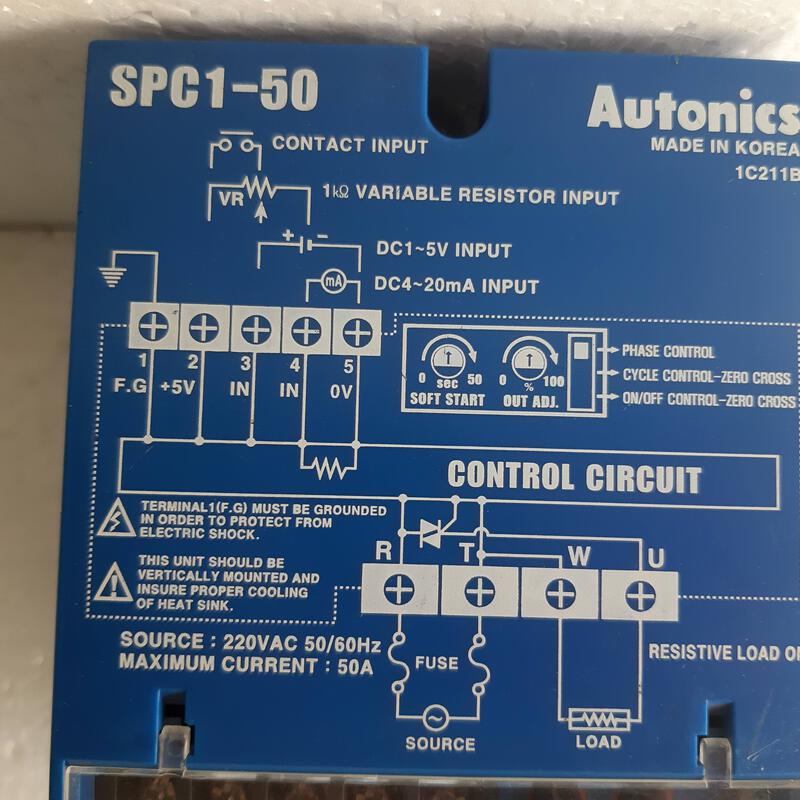 SPC1-50
Autonics
MADE IN KOREA
1C211B
CONTACT INPUT
VR
1kΩ VARIABLE RESISTOR INPUT
+ -
DC1~5V INPUT
mA
DC4~20mA INPUT
1 2 3 4 5
F.G +5V IN IN 0V
0 sec 50
SOFT START
0 % 100
OUT ADJ.
PHASE CONTROL
CYCLE CONTROL-ZERO CROSS
ON/OFF CONTROL-ZERO CROSS
CONTROL CIRCUIT
TERMINAL1(F.G) MUST BE GROUNDED
IN ORDER TO PROTECT FROM
ELECTRIC SHOCK.
THIS UNIT SHOULD BE
VERTICALLY MOUNTED AND
INSURE PROPER COOLING
OF HEAT SINK.
R T W U
SOURCE : 220VAC 50/60Hz
MAXIMUM CURRENT : 50A
FUSE
RESISTIVE LOAD
SOURCE
LOAD